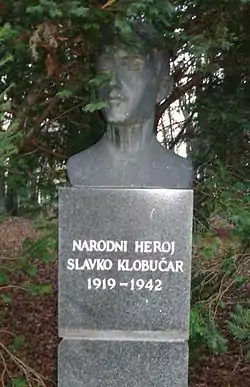 NARODNI HEROJ
SLAVKO KLOBUČAR
1919 - 1942